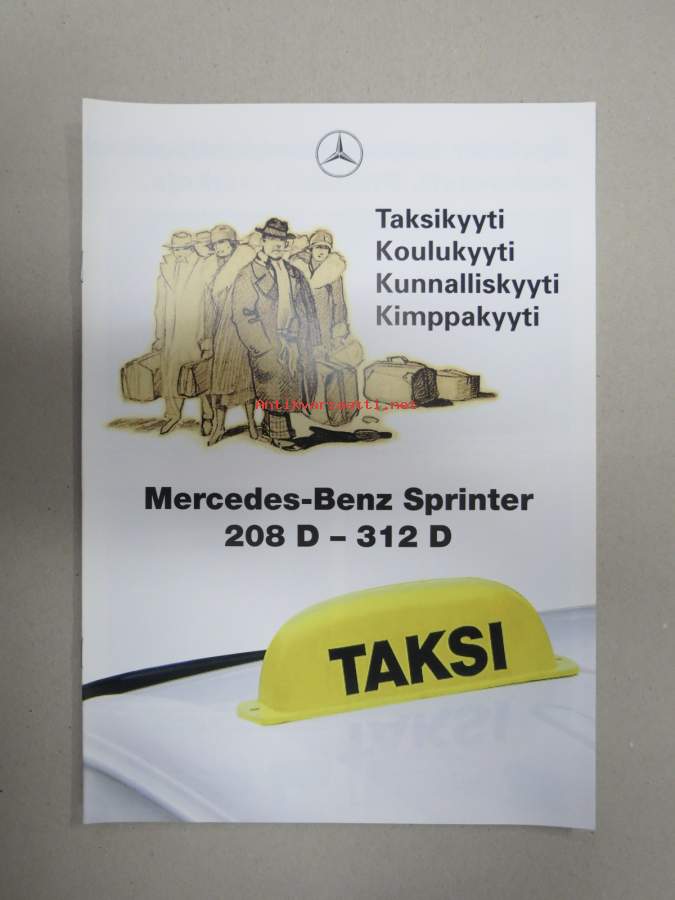 Taksikyyti
Koulukyyti
Kunnalliskyyti
Kimppakyyti
Antikvariaatti.net
Mercedes-Benz Sprinter
208 D – 312 D
TAKSI